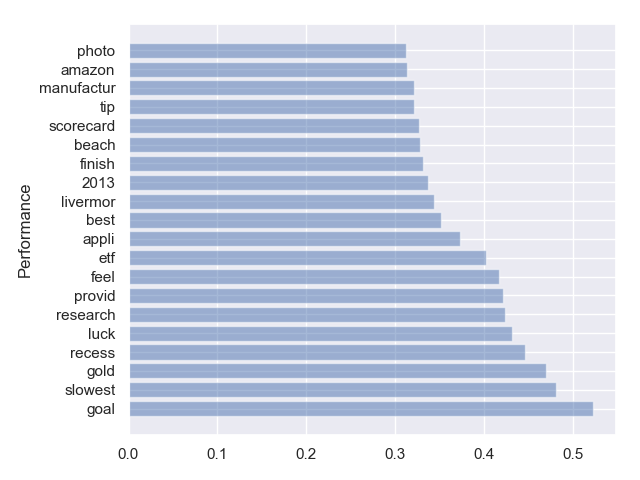 photo
amazon
manufactur
tip
scorecard
beach
finish
2013
livermor
best
appli
etf
feel
provid
research
luck
recess
gold
slowest
goal
Performance
0.0 0.1 0.2 0.3 0.4 0.5